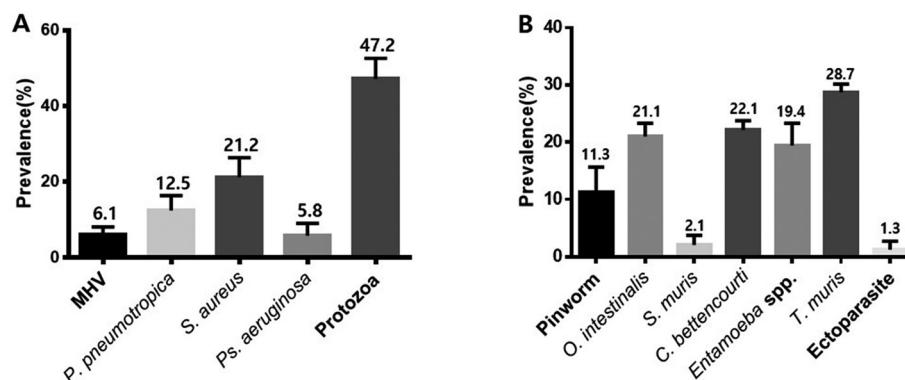 A
Prevalence(%)
60
40
20
0
6.1
12.5
21.2
5.8
47.2
MHV
P. pneumotropica
S. aureus
Ps. aeruginosa
Protozoa
B
Prevalence(%)
40
30
20
10
0
11.3
21.1
2.1
22.1
19.4
28.7
1.3
Pinworm
O. intestinalis
S. muris
C. bettencourti
Entamoeba spp.
T. muris
Ectoparasite